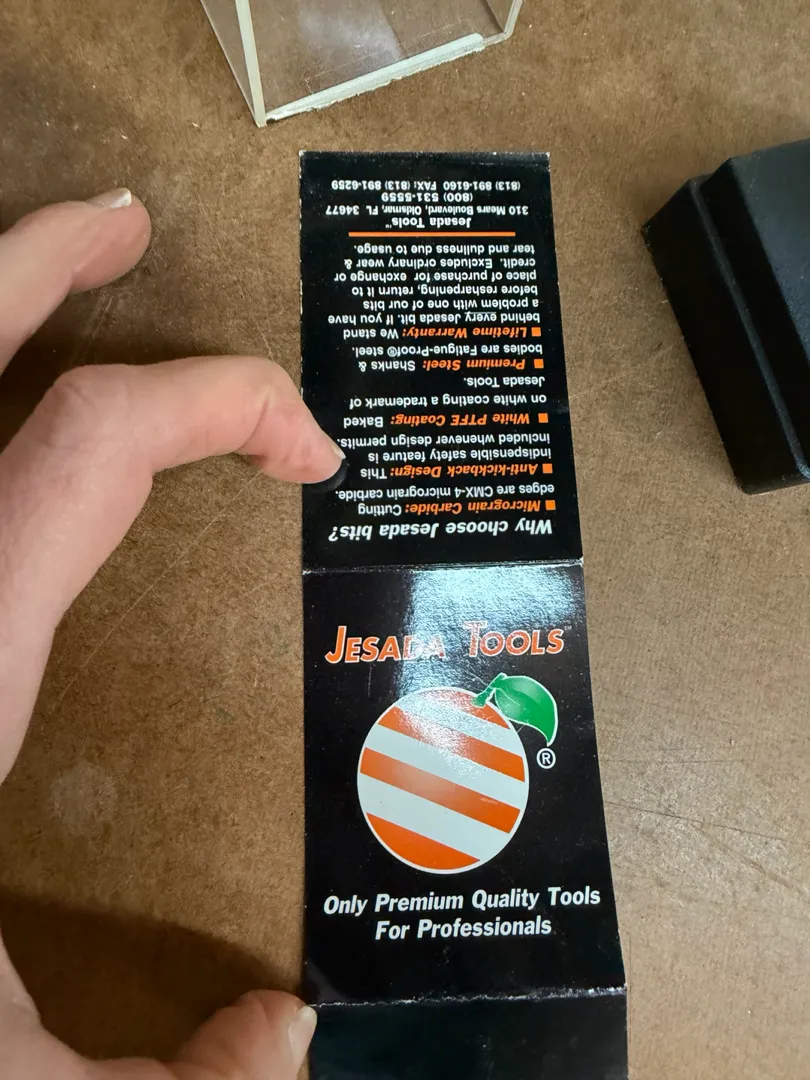 Why choose Jesada bits?
■ Micrograin Carbide: Cutting
edges are CMX-4 micrograin carbide.
■ Anti-kickback Design: This
indispensible safety feature is
included whenever design permits.
■ White PTFE Coating: Baked
on white coating a trademark of
Jesada Tools.
■ Premium Steel: Shanks &
bodies are Fatigue-Proof® steel.
■ Lifetime Warranty: We stand
behind every Jesada bit. If you have
a problem with one of our bits
before resharpening, return it to
place of purchase for exchange or
credit. Excludes ordinary wear &
tear and dullness due to usage.
Jesada Tools™
310 Mears Boulevard, Oldsmar, FL 34677
(800) 531-5559
(813) 891-6160 FAX: (813) 891-6259
JESADA TOOLS™
®
Only Premium Quality Tools
For Professionals